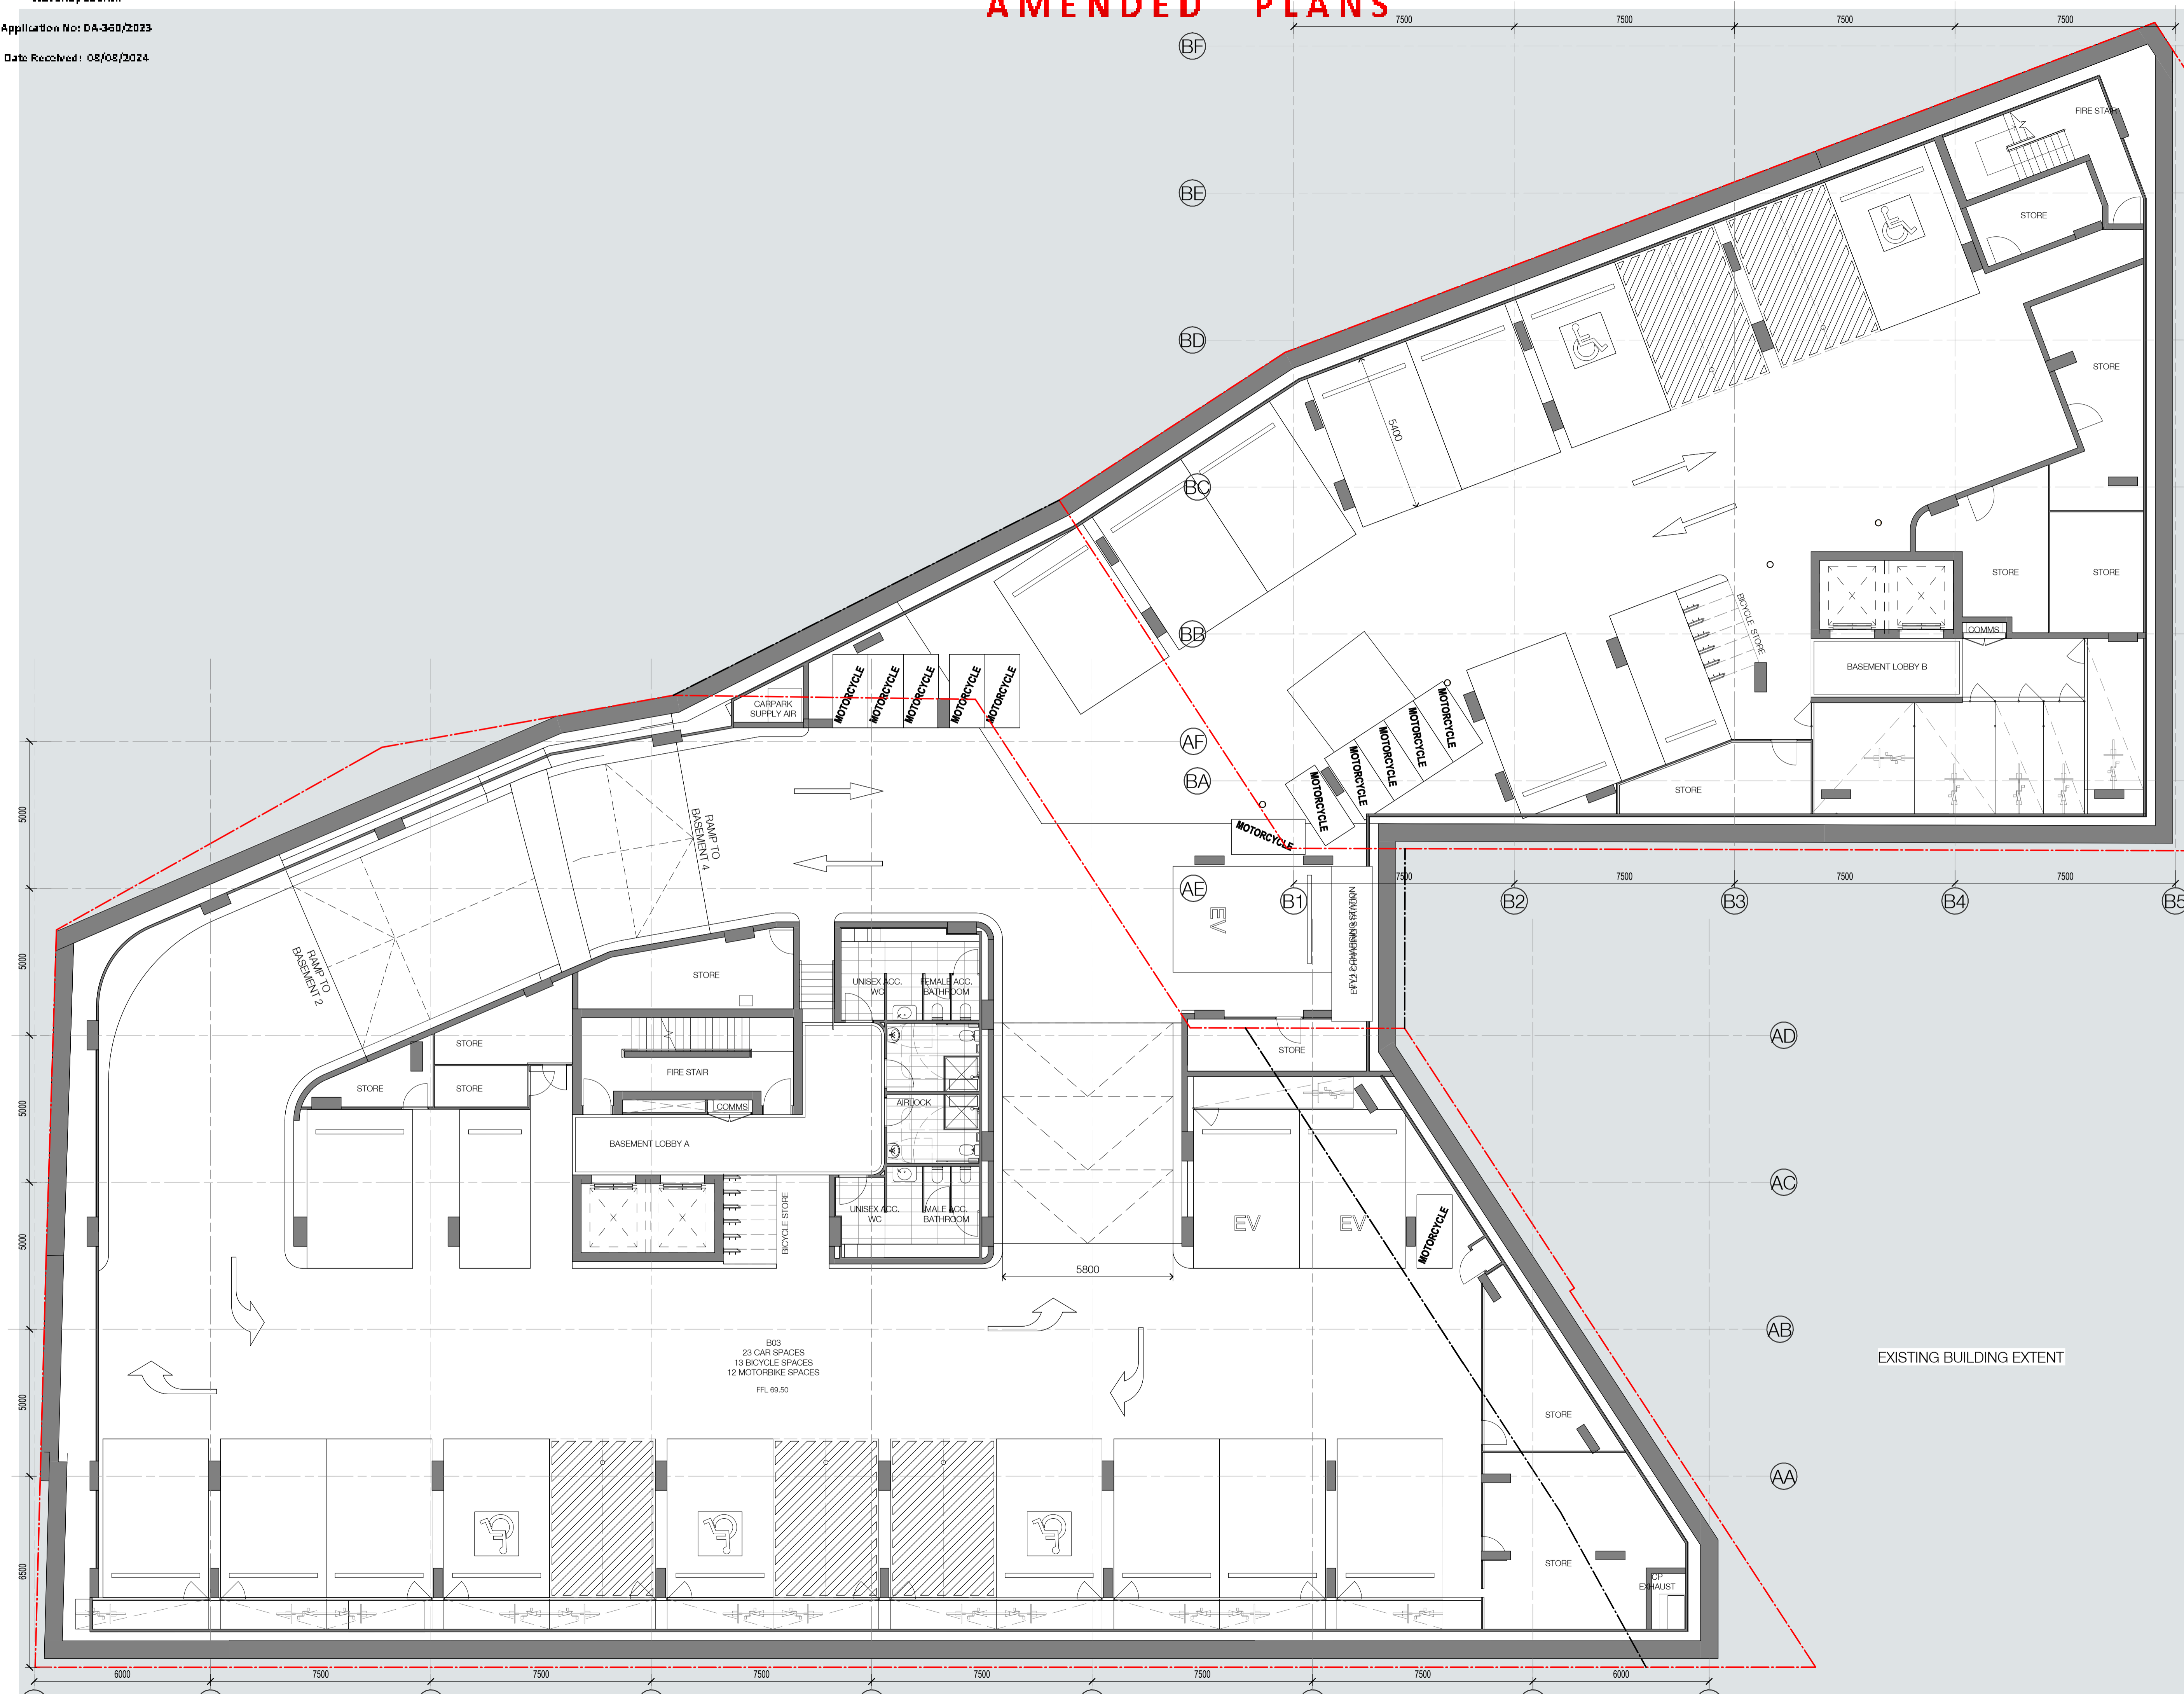 AMENDED PLANS
Application No: DA-360/2023
Date Received: 08/08/2024
7500
7500
7500
7500
BF
BE
BD
BC
BB
AF
BA
AE
B1
B2
B3
B4
B5
7500
7500
7500
7500
AD
AC
AB
AA
FIRE STAIR
STORE
STORE
5400
STORE
STORE
BICYCLE STORE
COMMS
BASEMENT LOBBY B
STORE
CARPARK
SUPPLY AIR
MOTORCYCLE
MOTORCYCLE
MOTORCYCLE
MOTORCYCLE
MOTORCYCLE
MOTORCYCLE
MOTORCYCLE
MOTORCYCLE
MOTORCYCLE
MOTORCYCLE
MOTORCYCLE
RAMP TO
BASEMENT 4
RAMP TO
BASEMENT 2
EV
STORE
UNISEX ACC.
WC
FEMALE ACC.
BATHROOM
STORE
STORE
STORE
STORE
FIRE STAIR
COMMS
AIRLOCK
BASEMENT LOBBY A
BICYCLE STORE
UNISEX ACC.
WC
MALE ACC.
BATHROOM
EV
EV
MOTORCYCLE
5800
B03
23 CAR SPACES
13 BICYCLE SPACES
12 MOTORBIKE SPACES
FFL 69.50
EXISTING BUILDING EXTENT
STORE
STORE
CP
EXHAUST
5000
5000
5000
5000
5000
6500
6000
7500
7500
7500
7500
7500
7500
6000